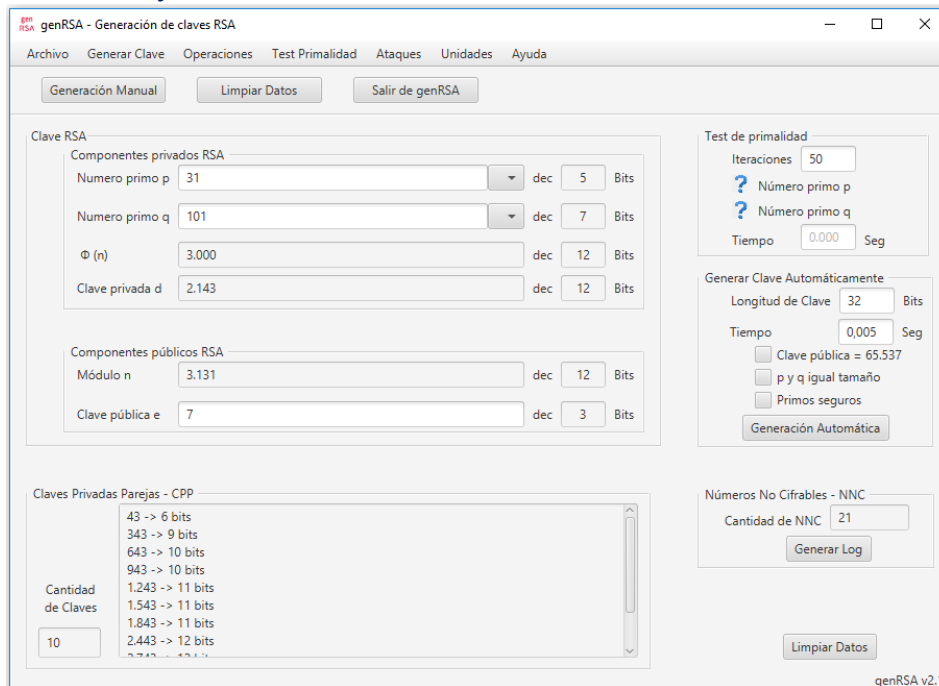 gen RSA genRSA - Generación de claves RSA
Archivo Generar Clave Operaciones Test Primalidad Ataques Unidades Ayuda
Generación Manual Limpiar Datos Salir de genRSA
Clave RSA
Componentes privados RSA
Numero primo p 31 dec 5 Bits
Numero primo q 101 dec 7 Bits
Φ (n) 3.000 dec 12 Bits
Clave privada d 2.143 dec 12 Bits
Componentes públicos RSA
Módulo n 3.131 dec 12 Bits
Clave pública e 7 dec 3 Bits
Test de primalidad
Iteraciones 50
? Número primo p
? Número primo q
Tiempo 0.000 Seg
Generar Clave Automáticamente
Longitud de Clave 32 Bits
Tiempo 0,005 Seg
Clave pública = 65.537
p y q igual tamaño
Primos seguros
Generación Automática
Claves Privadas Parejas - CPP
43 -> 6 bits
343 -> 9 bits
643 -> 10 bits
943 -> 10 bits
1.243 -> 11 bits
1.543 -> 11 bits
1.843 -> 11 bits
2.443 -> 12 bits
Cantidad
de Claves
10
Números No Cifrables - NNC
Cantidad de NNC 21
Generar Log
Limpiar Datos